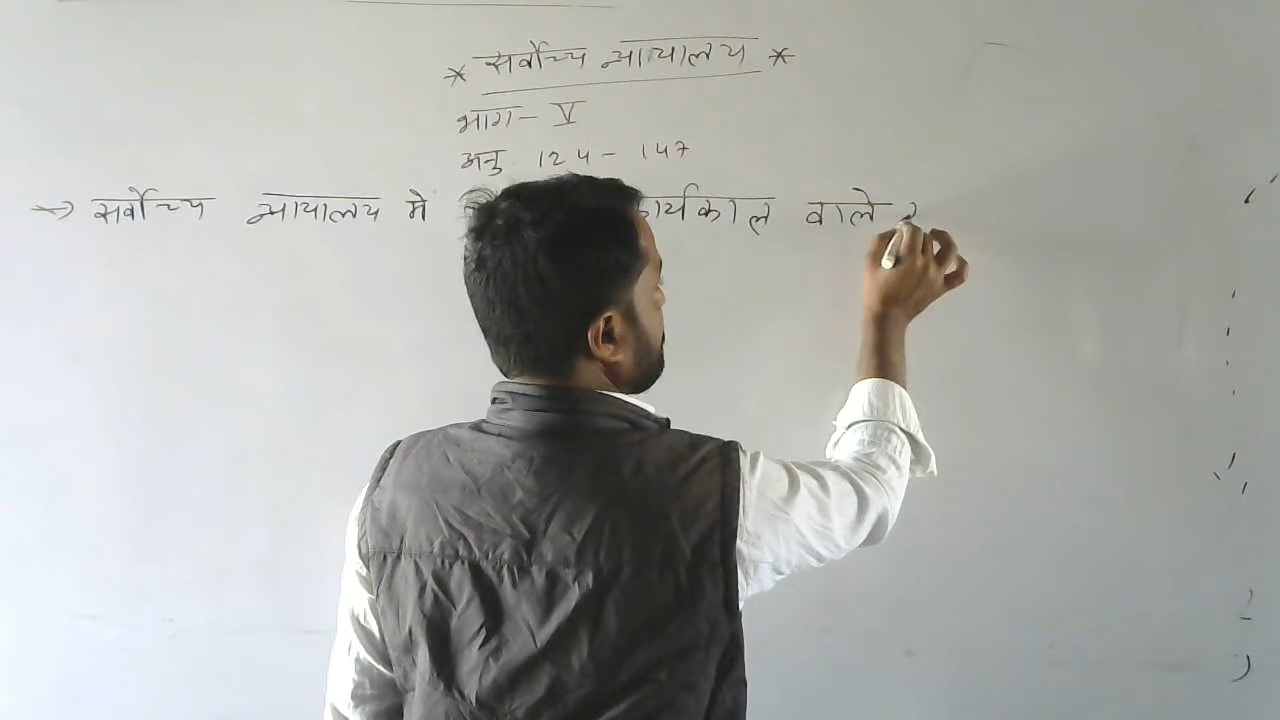 * सर्वोच्य न्यायालय *
भाग - V
अनु 124 - 147
→ सर्वोच्य न्यायालय मे कार्यकाल वाले